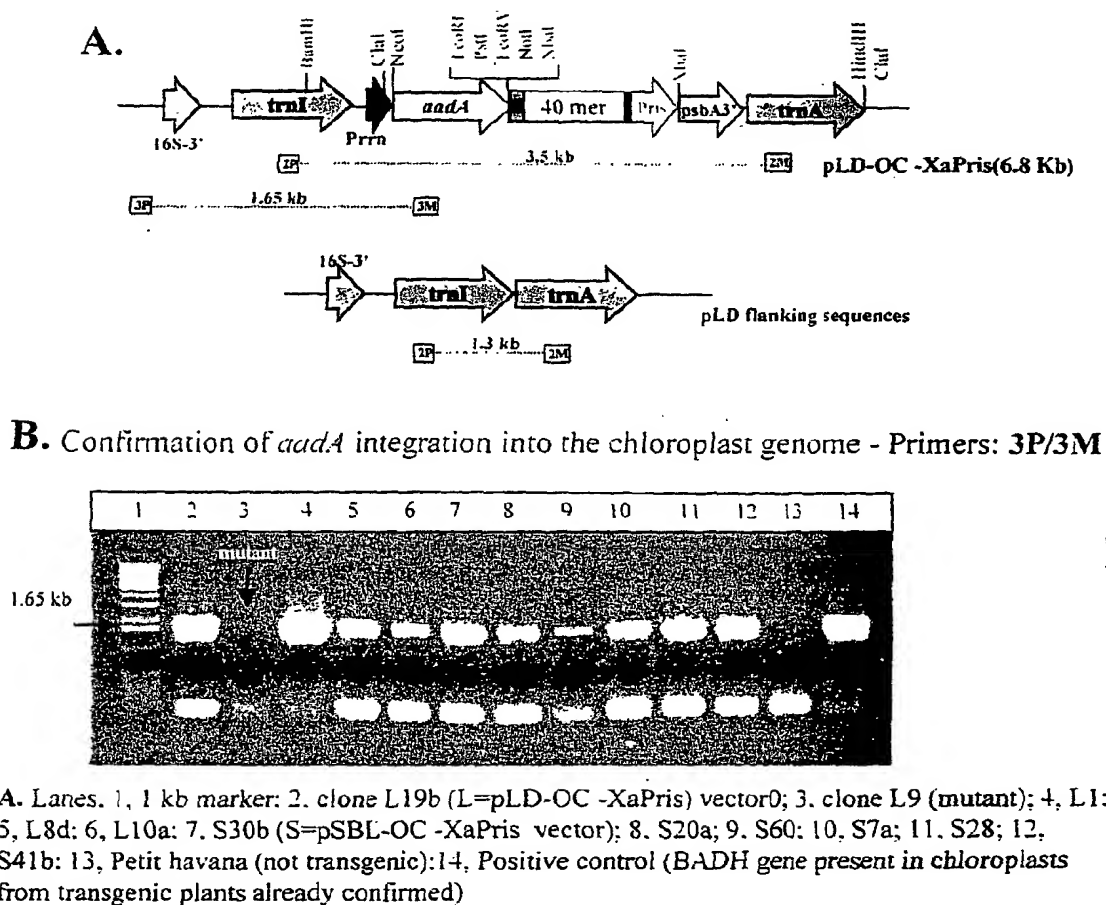 A.
BamHI
ClaI
NcoI
EcoRI
PstI
EcoRV
NotI
XbaI
XbaI
HindIII
ClaI
trnI
aadA
40 mer
Pris
psbA3'
trnA
16S-3'
Prrn
2P 3.5 kb 2M pLD-OC -XaPris(6.8 Kb)
3P 1.65 kb 3M
16S-3'
trnI trnA
pLD flanking sequences
2P 1.3 kb 2M
B. Confirmation of aadA integration into the chloroplast genome - Primers: 3P/3M
1 2 3 4 5 6 7 8 9 10 11 12 13 14
mutant
1.65 kb
A. Lanes. 1, 1 kb marker: 2. clone L19b (L=pLD-OC -XaPris) vector0; 3. clone L9 (mutant); 4, L1:
5, L8d: 6, L10a: 7. S30b (S=pSBL-OC -XaPris vector); 8. S20a; 9. S60: 10. S7a; 11. S28; 12,
S41b: 13, Petit havana (not transgenic):14, Positive control (BADH gene present in chloroplasts
from transgenic plants already confirmed)